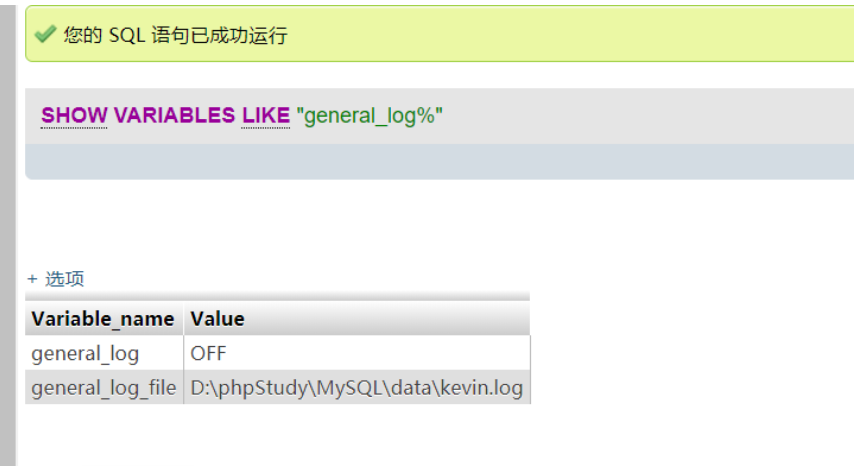 您的 SQL 语句已成功运行
SHOW VARIABLES LIKE "general_log%"
+ 选项
Variable_name Value
general_log OFF
general_log_file D:\phpStudy\MySQL\data\kevin.log